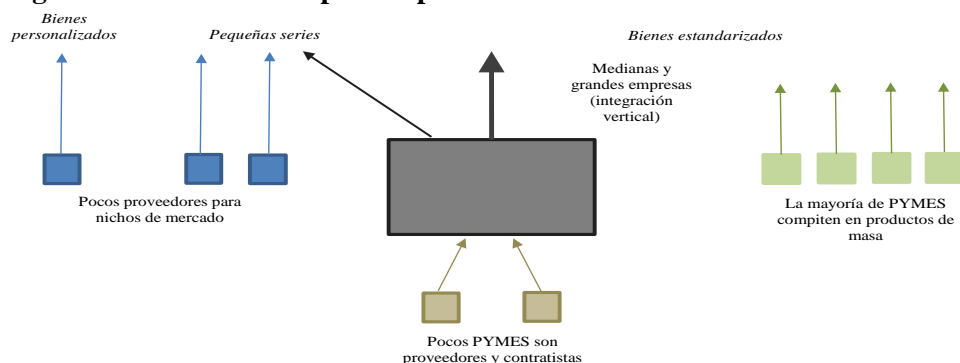 Bienes
personalizados
Pequeñas series
Bienes estandarizados
Medianas y
grandes empresas
(integración
vertical)
Pocos proveedores para
nichos de mercado
La mayoría de PYMES
compiten en productos de
masa
Pocos PYMES son
proveedores y contratistas